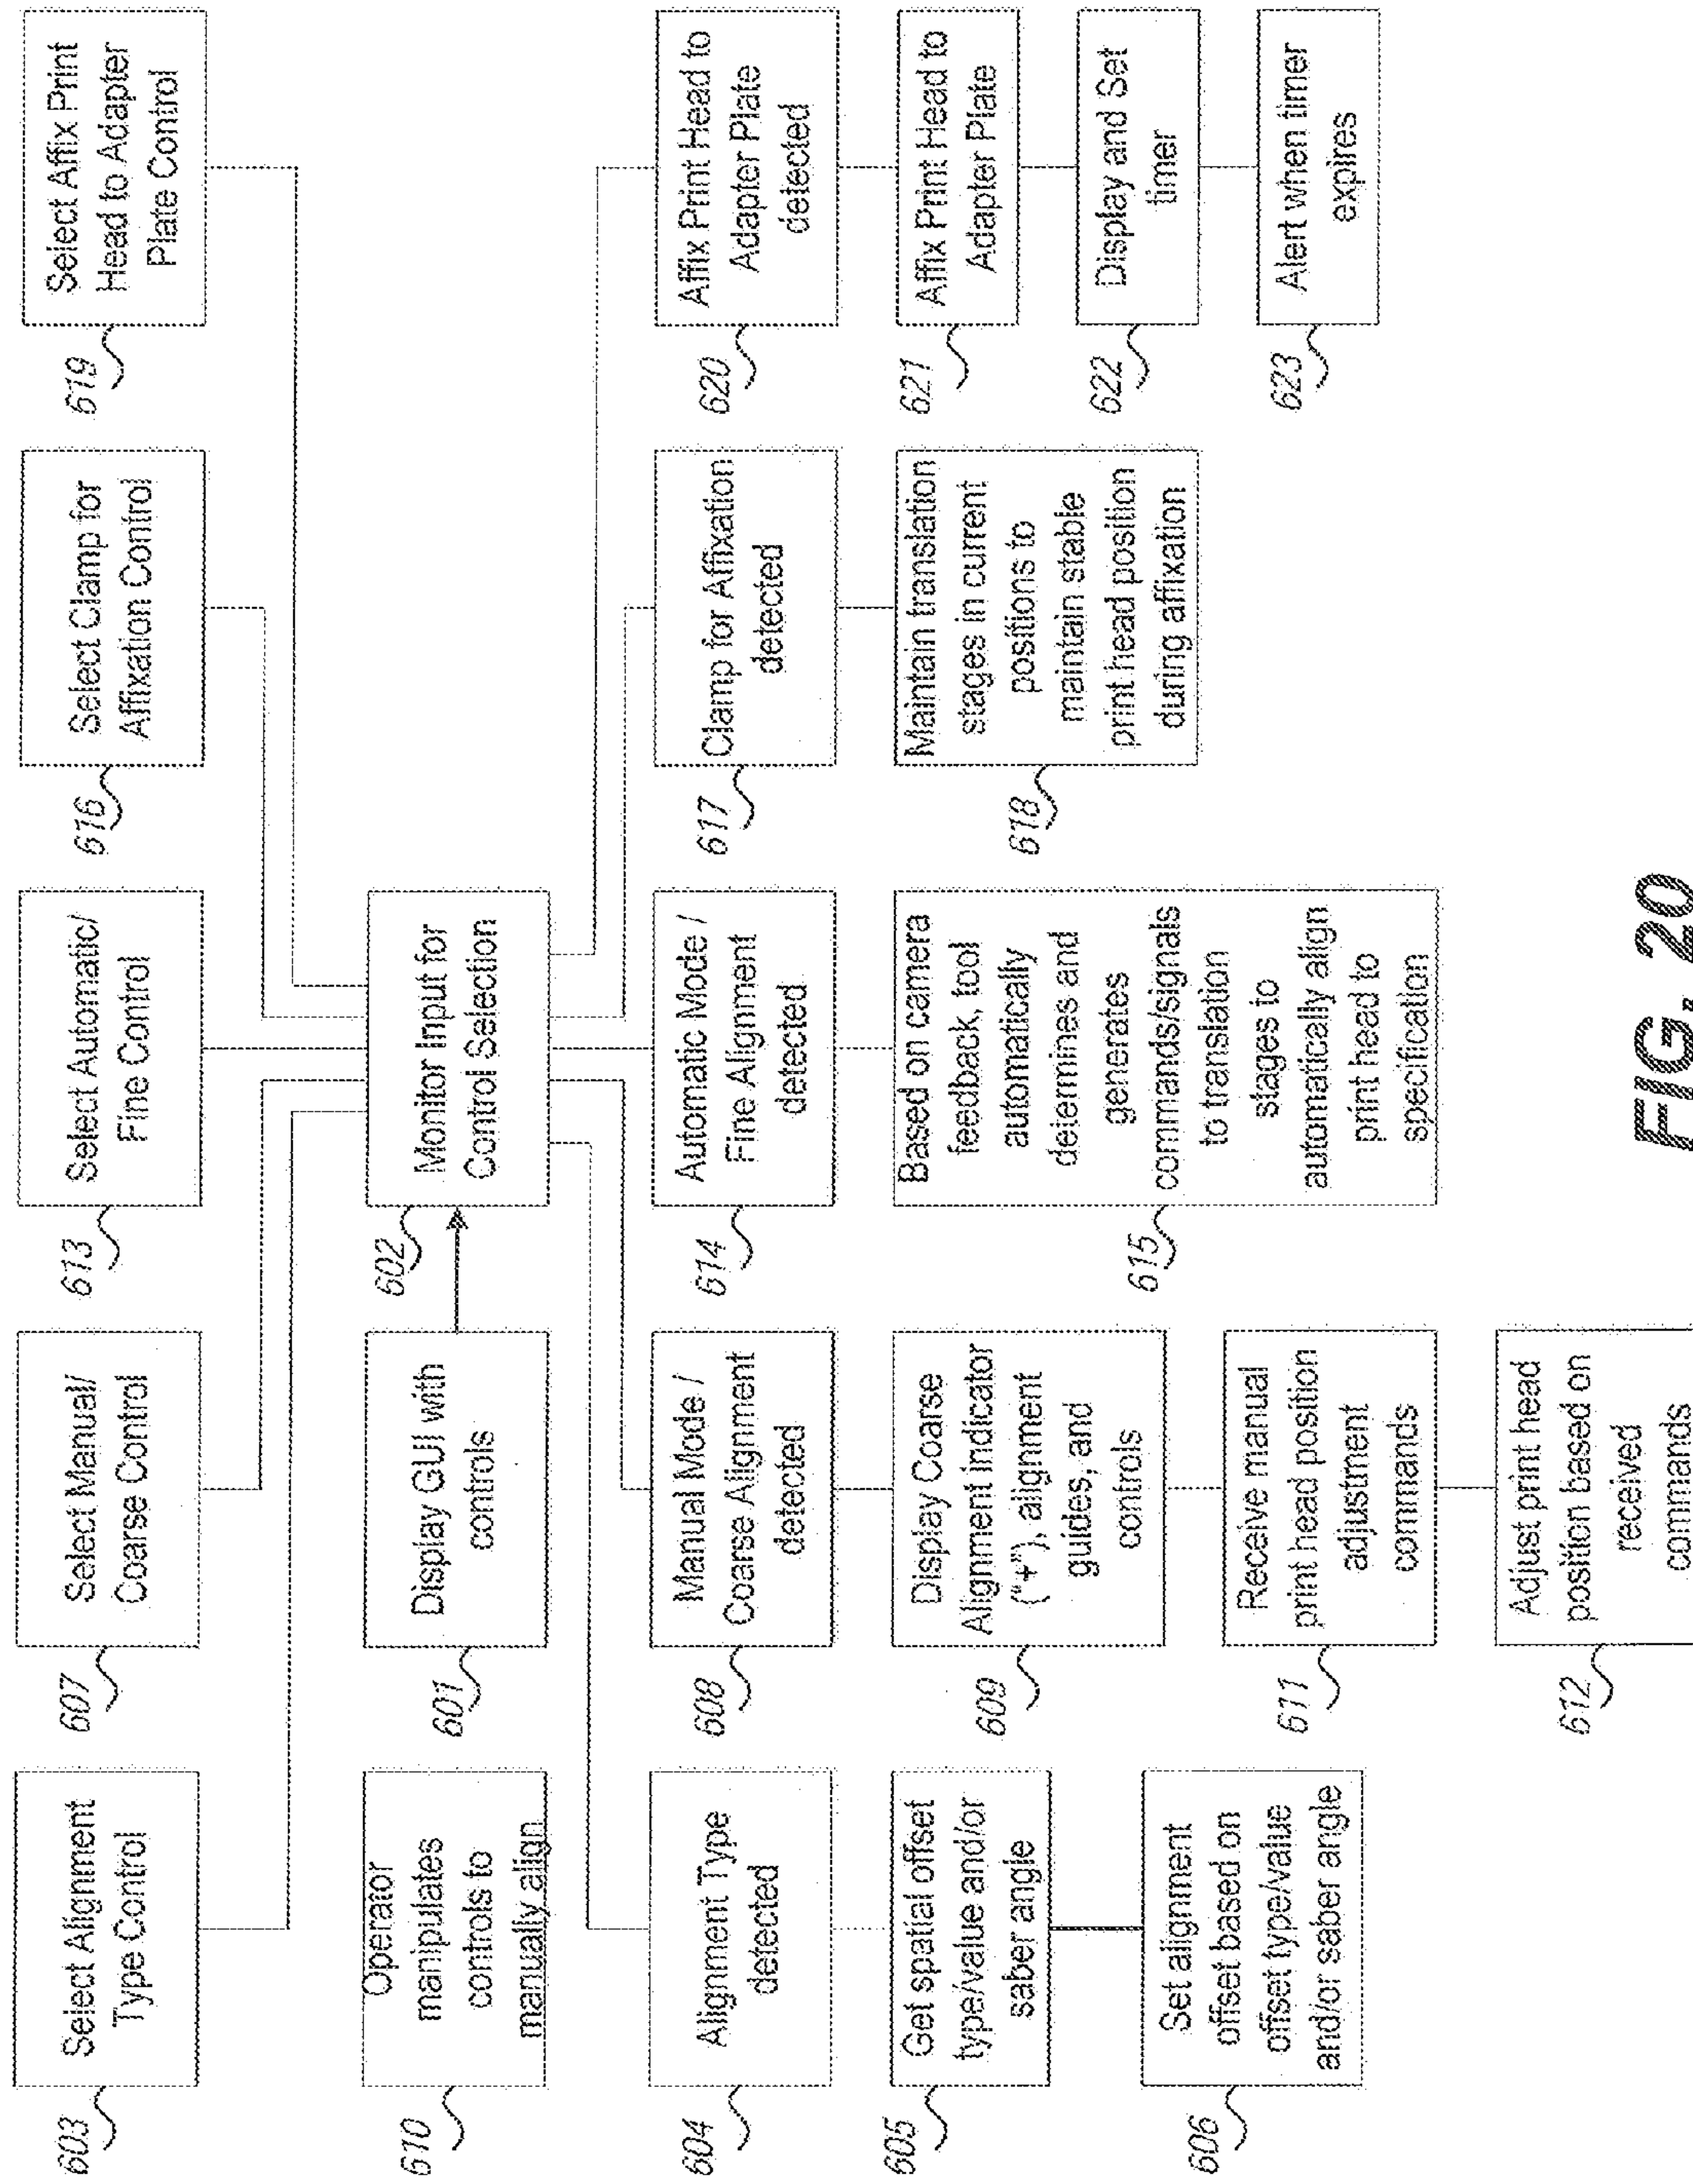 603
Select Alignment
Type Control
607
Select Manual/
Coarse Control
613
Select Automatic/
Fine Control
616
Select Clamp for
Affixation Control
619
Select Affix Print
Head to Adapter
Plate Control
610
Operator
manipulates
controls to
manually align
601
Display GUI with
controls
602
Monitor Input for
Control Selection
604
Alignment Type
detected
608
Manual Mode /
Coarse Alignment
detected
614
Automatic Mode /
Fine Alignment
detected
617
Clamp for Affixation
detected
620
Affix Print Head to
Adapter Plate
detected
605
Get spatial offset
type/value and/or
saber angle
609
Display Coarse
Alignment indicator
("+"), alignment
guides, and
controls
615
Based on camera
feedback, tool
automatically
determines and
generates
commands/signals
to translation
stages to
automatically align
print head to
specification
618
Maintain translation
stages in current
positions to
maintain stable
print head position
during affixation
621
Affix Print Head to
Adapter Plate
606
Set alignment
offset based on
offset type/value
and/or saber angle
611
Receive manual
print head position
adjustment
commands
622
Display and Set
timer
623
Alert when timer
expires
612
Adjust print head
position based on
received
commands
FIG. 20